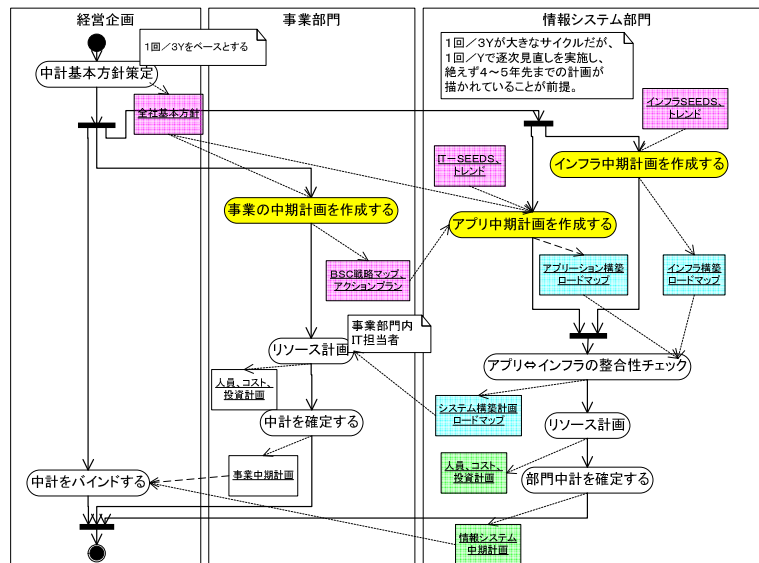 経営企画
事業部門
情報システム部門
1回/3Yをベースとする
中計基本方針策定
全社基本方針
1回/3Yが大きなサイクルだが、
1回/Yで逐次見直しを実施し、
絶えず4～5年先までの計画が
描かれていることが前提。
インフラSEEDS、
トレンド
IT－SEEDS、
トレンド
インフラ中期計画を作成する
事業の中期計画を作成する
アプリ中期計画を作成する
BSC戦略マップ、
アクションプラン
アプリーション構築
ロードマップ
インフラ構築
ロードマップ
事業部門内
IT担当者
リソース計画
アプリ⇔インフラの整合性チェック
人員、コスト、
投資計画
システム構築計画
ロードマップ
中計を確定する
リソース計画
人員、コスト、
投資計画
事業中期計画
中計をバインドする
部門中計を確定する
情報システム
中期計画